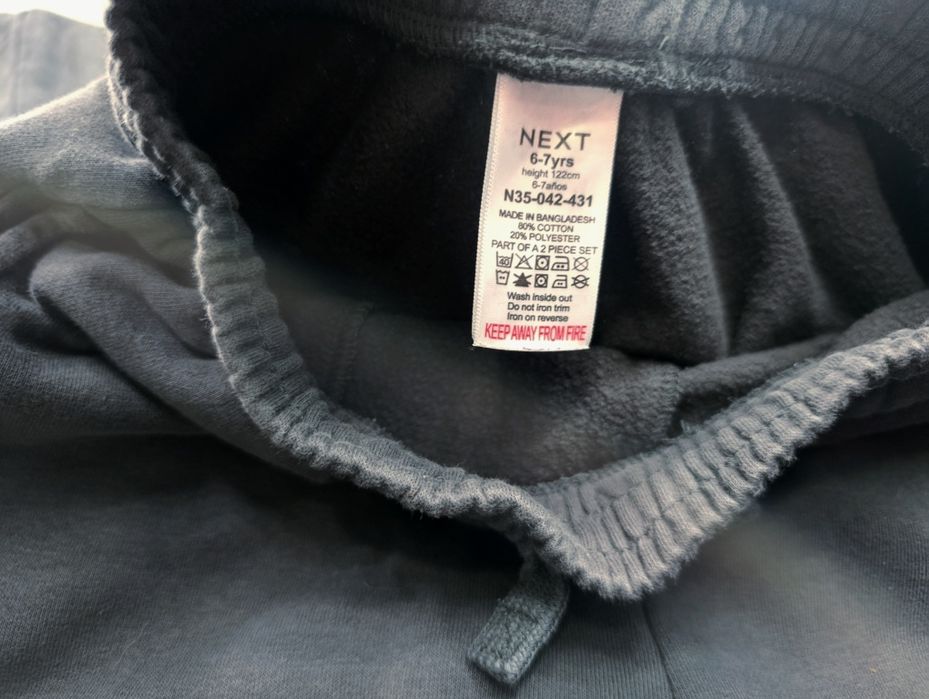 NEXT
6-7yrs
height 122cm
6-7años
N35-042-431
MADE IN BANGLADESH
80% COTTON
20% POLYESTER
PART OF A 2 PIECE SET
40
Wash inside out
Do not iron trim
Iron on reverse
KEEP AWAY FROM FIRE